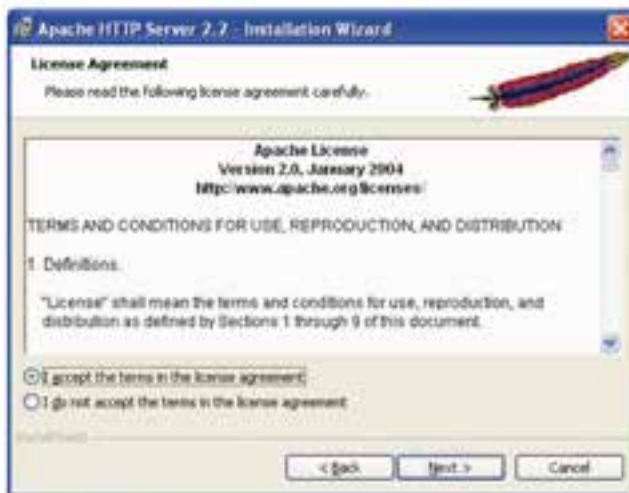 Apache HTTP Server 2.2 - Installation Wizard
License Agreement
Please read the following license agreement carefully.
Apache License
Version 2.0, January 2004
http://www.apache.org/licenses/
TERMS AND CONDITIONS FOR USE, REPRODUCTION, AND DISTRIBUTION
1. Definitions.
"License" shall mean the terms and conditions for use, reproduction, and
distribution as defined by Sections 1 through 9 of this document.
I accept the terms in the license agreement
I do not accept the terms in the license agreement
InstallShield
< Back
Next >
Cancel